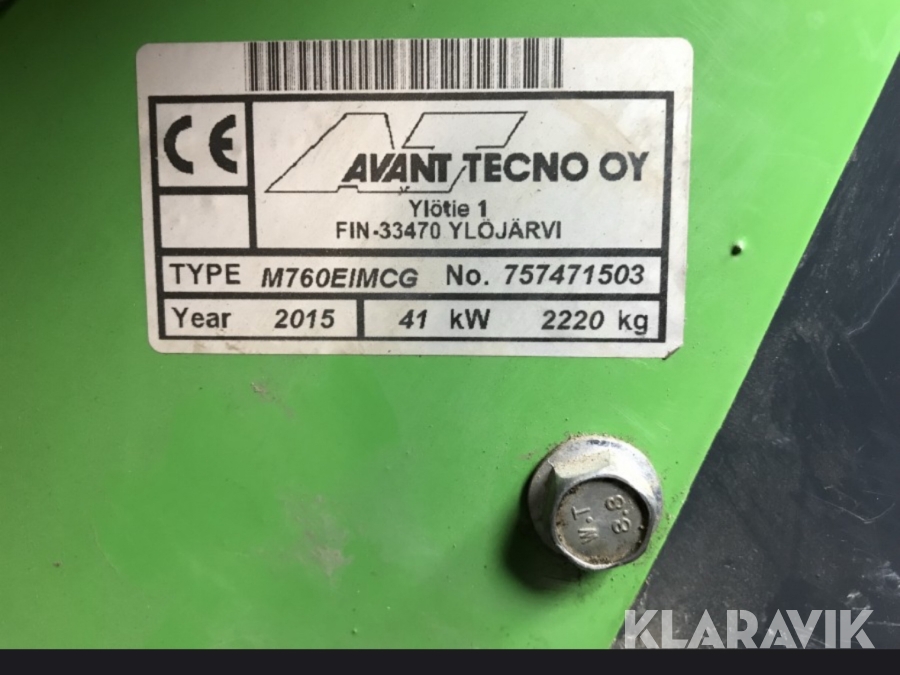 CE
AVANT TECNO OY
Ylötie 1
FIN-33470 YLÖJÄRVI
TYPE M760EIMCG No. 757471503
Year 2015 41 kW 2220 kg
8.8
W.T
KLARAVIK